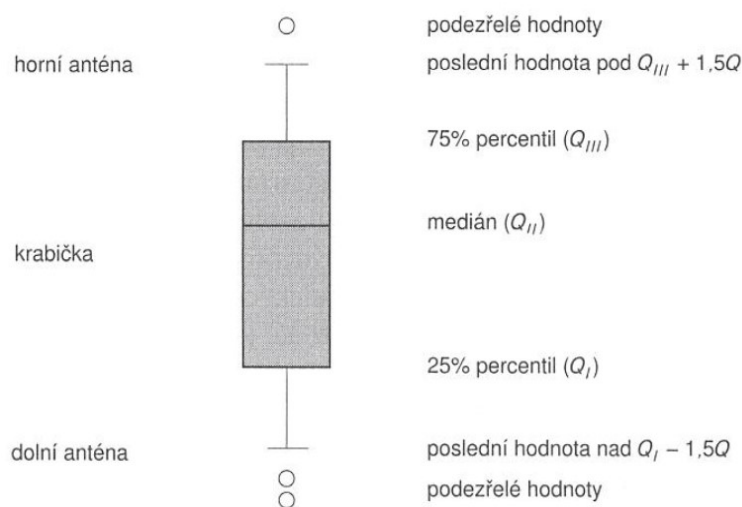 podezřelé hodnoty
horní anténa
poslední hodnota pod Q_III + 1,5Q
75% percentil (Q_III)
medián (Q_II)
krabička
25% percentil (Q_I)
dolní anténa
poslední hodnota nad Q_I – 1,5Q
podezřelé hodnoty